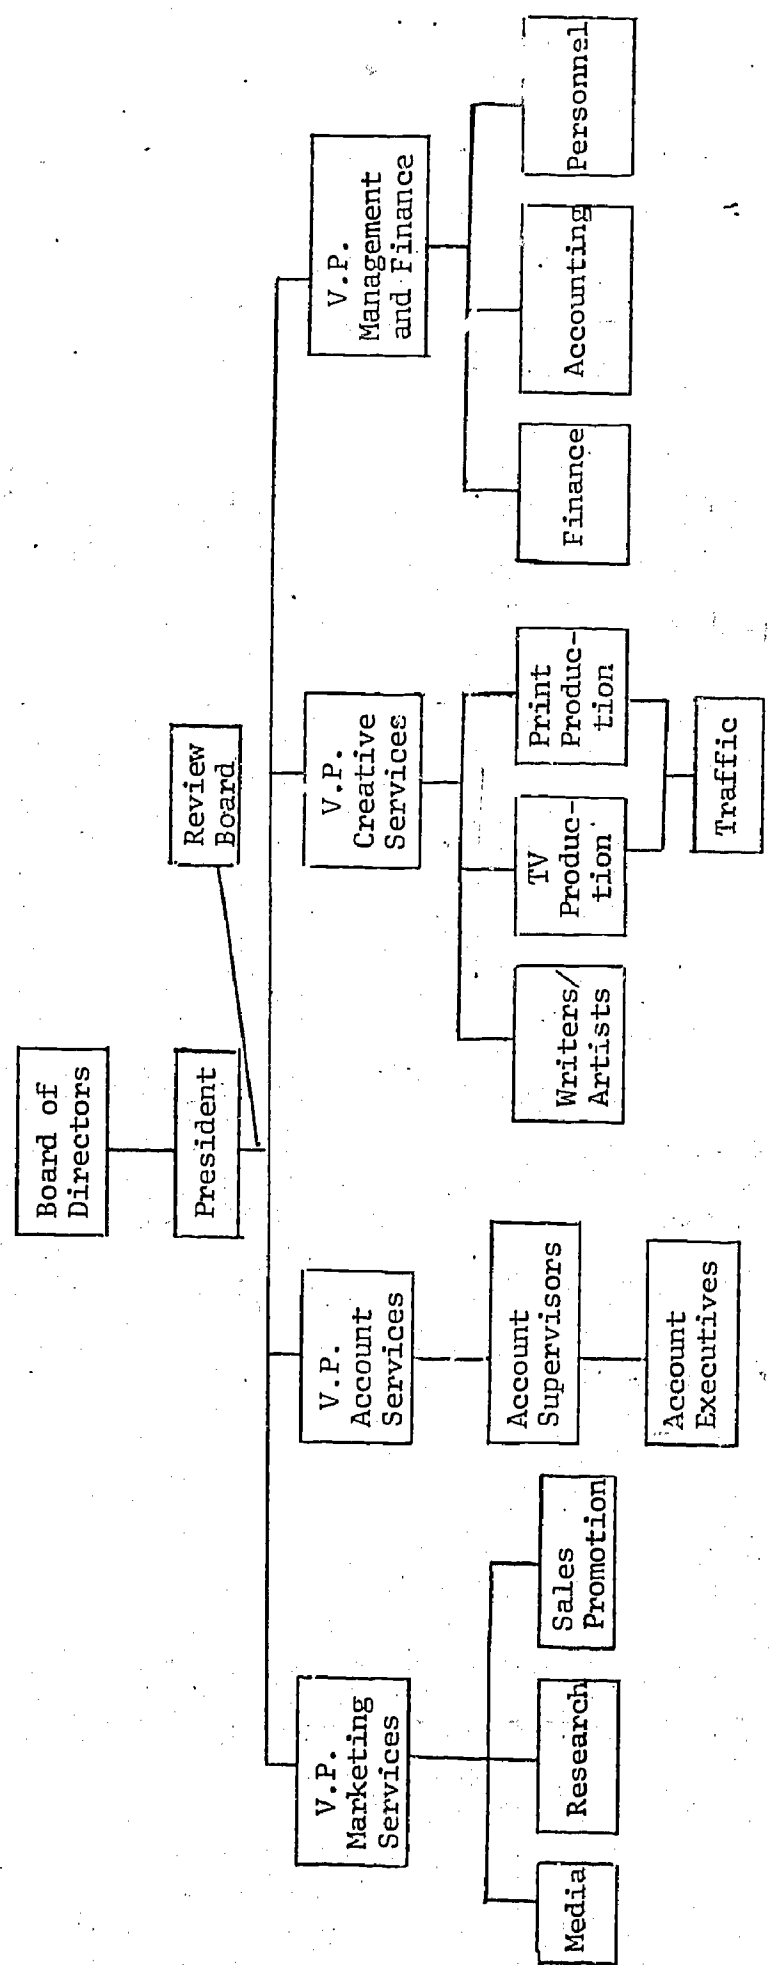 Board of
Directors
President
Review
Board
V.P.
Marketing
Services
V.P.
Account
Services
V.P.
Creative
Services
V.P.
Management
and Finance
Media
Research
Sales
Promotion
Account
Supervisors
Account
Executives
Writers/
Artists
TV
Produc-
tion
Print
Produc-
tion
Traffic
Finance
Accounting
Personnel